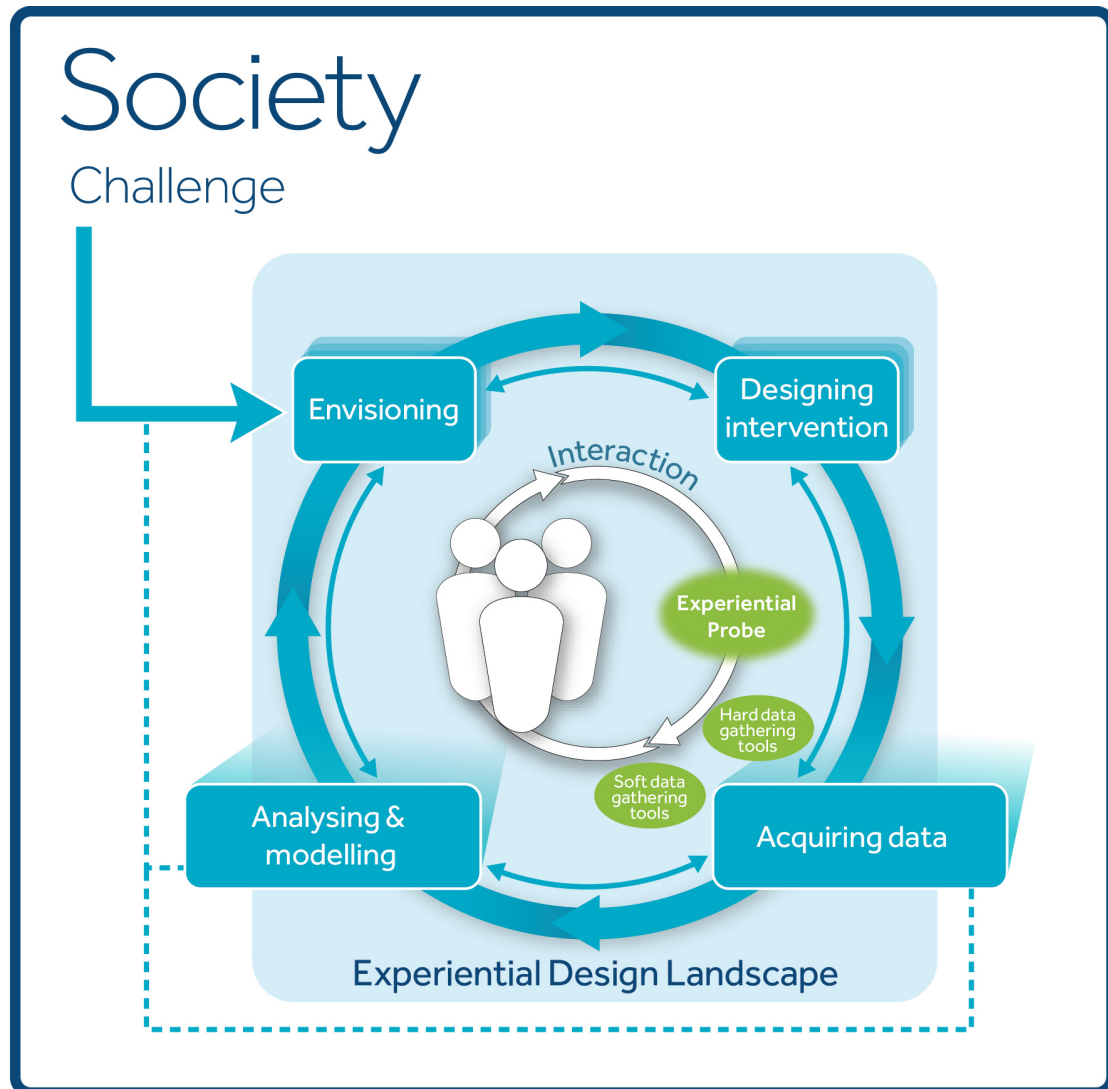 Society
Challenge
Envisioning
Designing
intervention
Interaction
Experiential
Probe
Hard data
gathering
tools
Soft data
gathering
tools
Analysing &
modelling
Acquiring data
Experiential Design Landscape